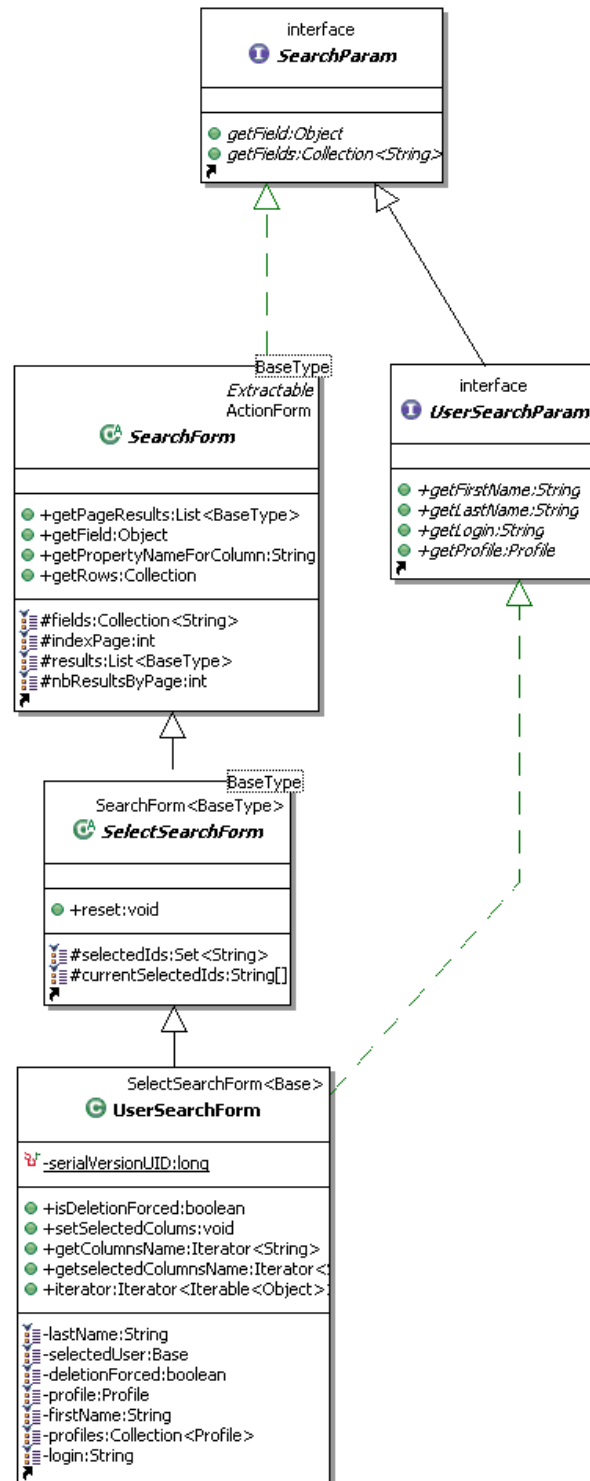 interface
SearchParam
getField:Object
getFields:Collection<String>
BaseType
Extractable
ActionForm
SearchForm
+getPageResults:List<BaseType>
+getField:Object
+getPropertyNameForColumn:String
+getRows:Collection
#fields:Collection<String>
#indexPage:int
#results:List<BaseType>
#nbResultsByPage:int
interface
UserSearchParam
+getFirstName:String
+getLastName:String
+getLogin:String
+getProfile:Profile
BaseType
SearchForm<BaseType>
SelectSearchForm
+reset:void
#selectedIds:Set<String>
#currentSelectedIds:String[]
SelectSearchForm<Base>
UserSearchForm
-serialVersionUID:long
+isDeletionForced:boolean
+setSelectedColums:void
+getColumnsName:Iterator<String>
+getselectedColumnsName:Iterator<
+iterator:Iterator<Iterable<Object>
-lastName:String
-selectedUser:Base
-deletionForced:boolean
-profile:Profile
-firstName:String
-profiles:Collection<Profile>
-login:String